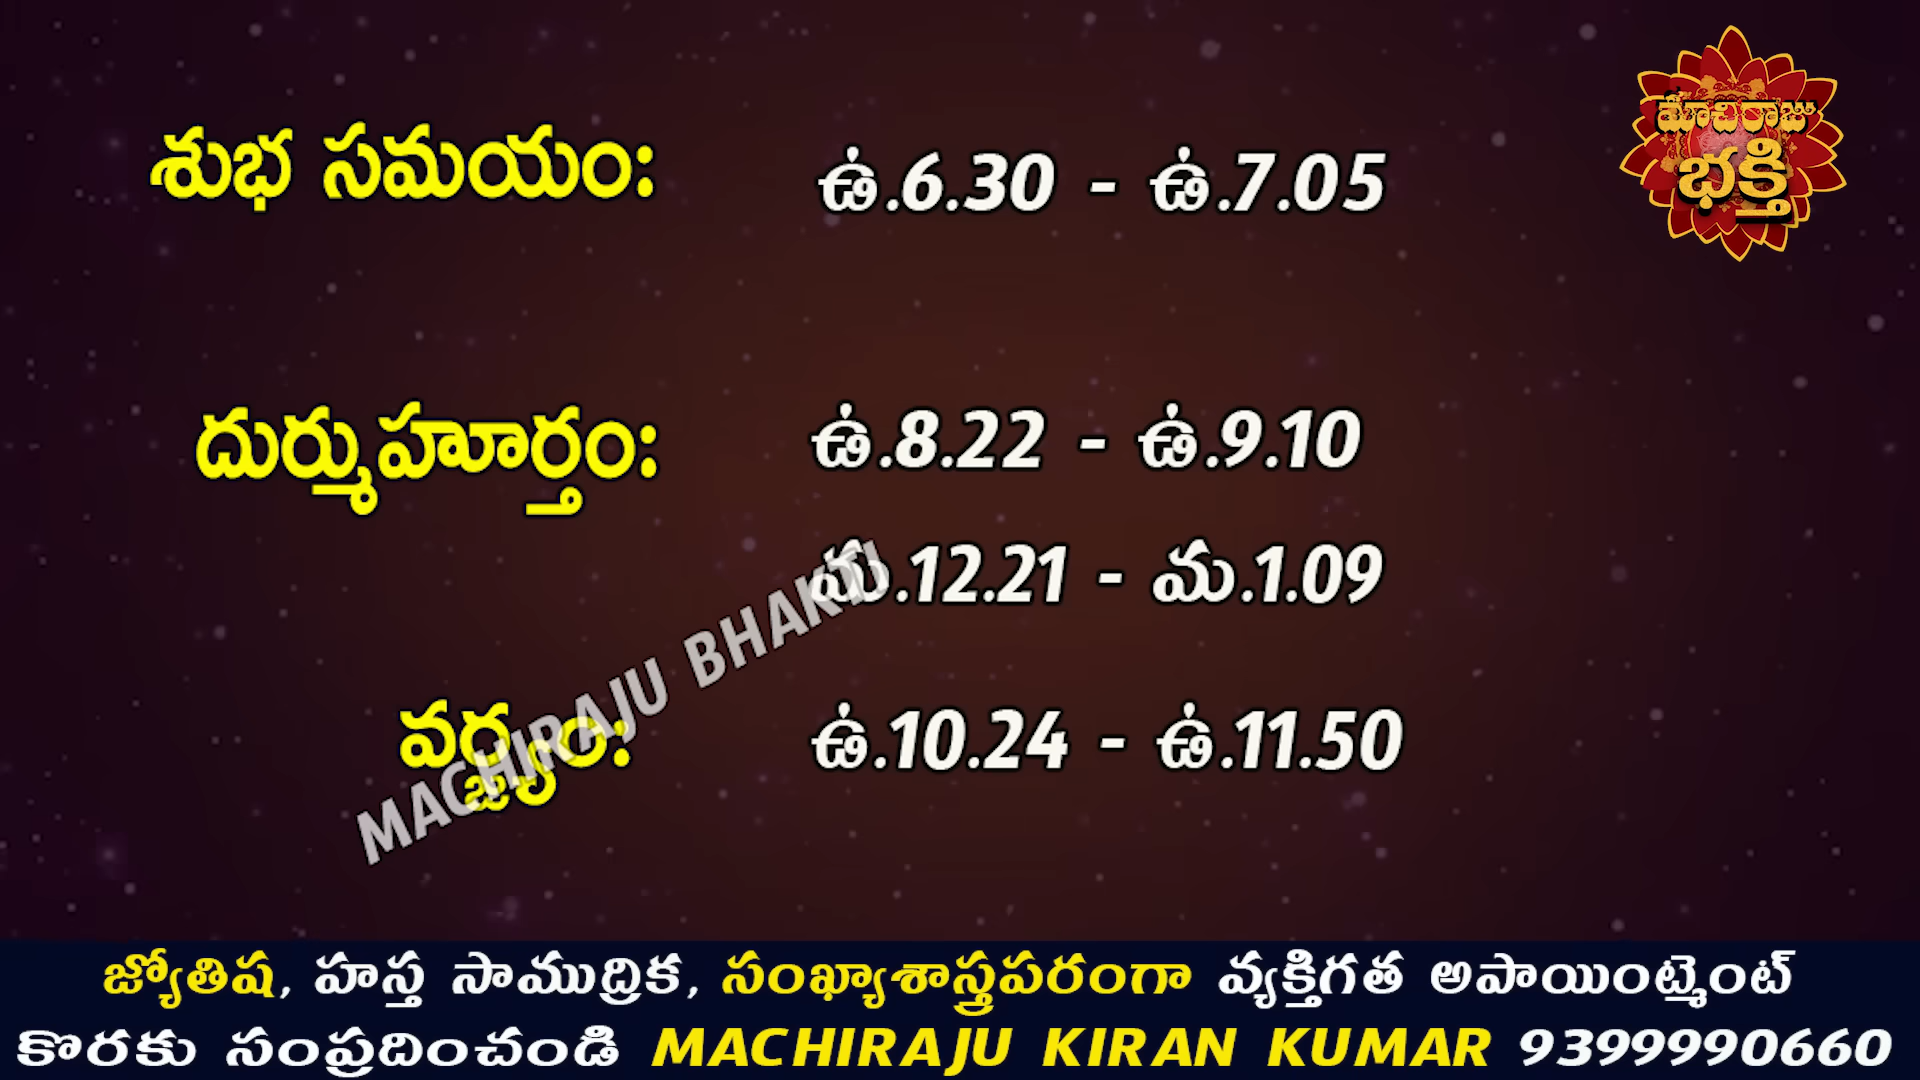 మాచిరాజు
భక్తి
శుభ సమయం: ఉ.6.30 - ఉ.7.05
దుర్ముహూర్తం: ఉ.8.22 - ఉ.9.10
మ.12.21 - మ.1.09
వర్జ్యం: ఉ.10.24 - ఉ.11.50
MACHIRAJU BHAKTI
జ్యోతిష, హస్త సాముద్రిక, సంఖ్యాశాస్త్రపరంగా వ్యక్తిగత అపాయింట్మెంట్
కొరకు సంప్రదించండి MACHIRAJU KIRAN KUMAR 9399990660